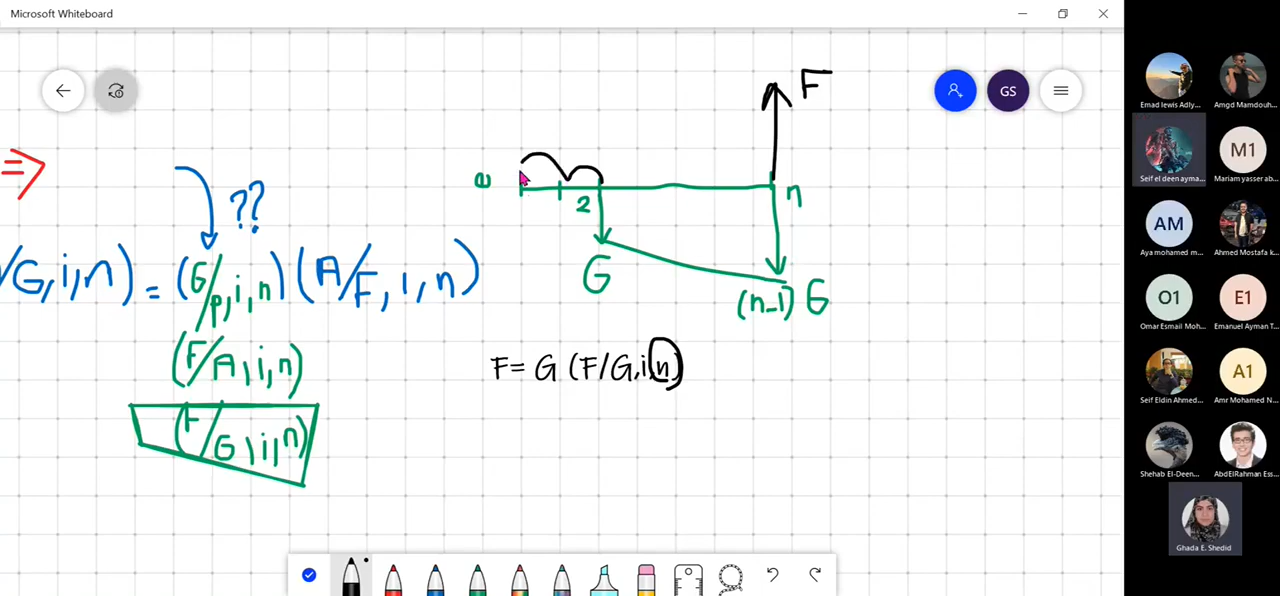 Microsoft Whiteboard
GS
F
=>
??
0
2
n
/G,i,n) = (G/P,i,n)(A/F,i,n)
G
(n-1) G
(F/A,i,n)
F= G (F/G,i,n)
(F/G,i,n)
Emad lewis Adly...
Amgd Mamdouh...
Seif el deen ayma...
M1
Mariam yasser ab...
AM
Aya mohamed m...
Ahmed Mostafa k...
O1
Omar Esmail Moh...
E1
Emanuel Ayman T...
Seif Eldin Ahmed...
A1
Amr Mohamed N...
Shehab El-Deen...
AbdElRahman Ess...
Ghada E. Shedid